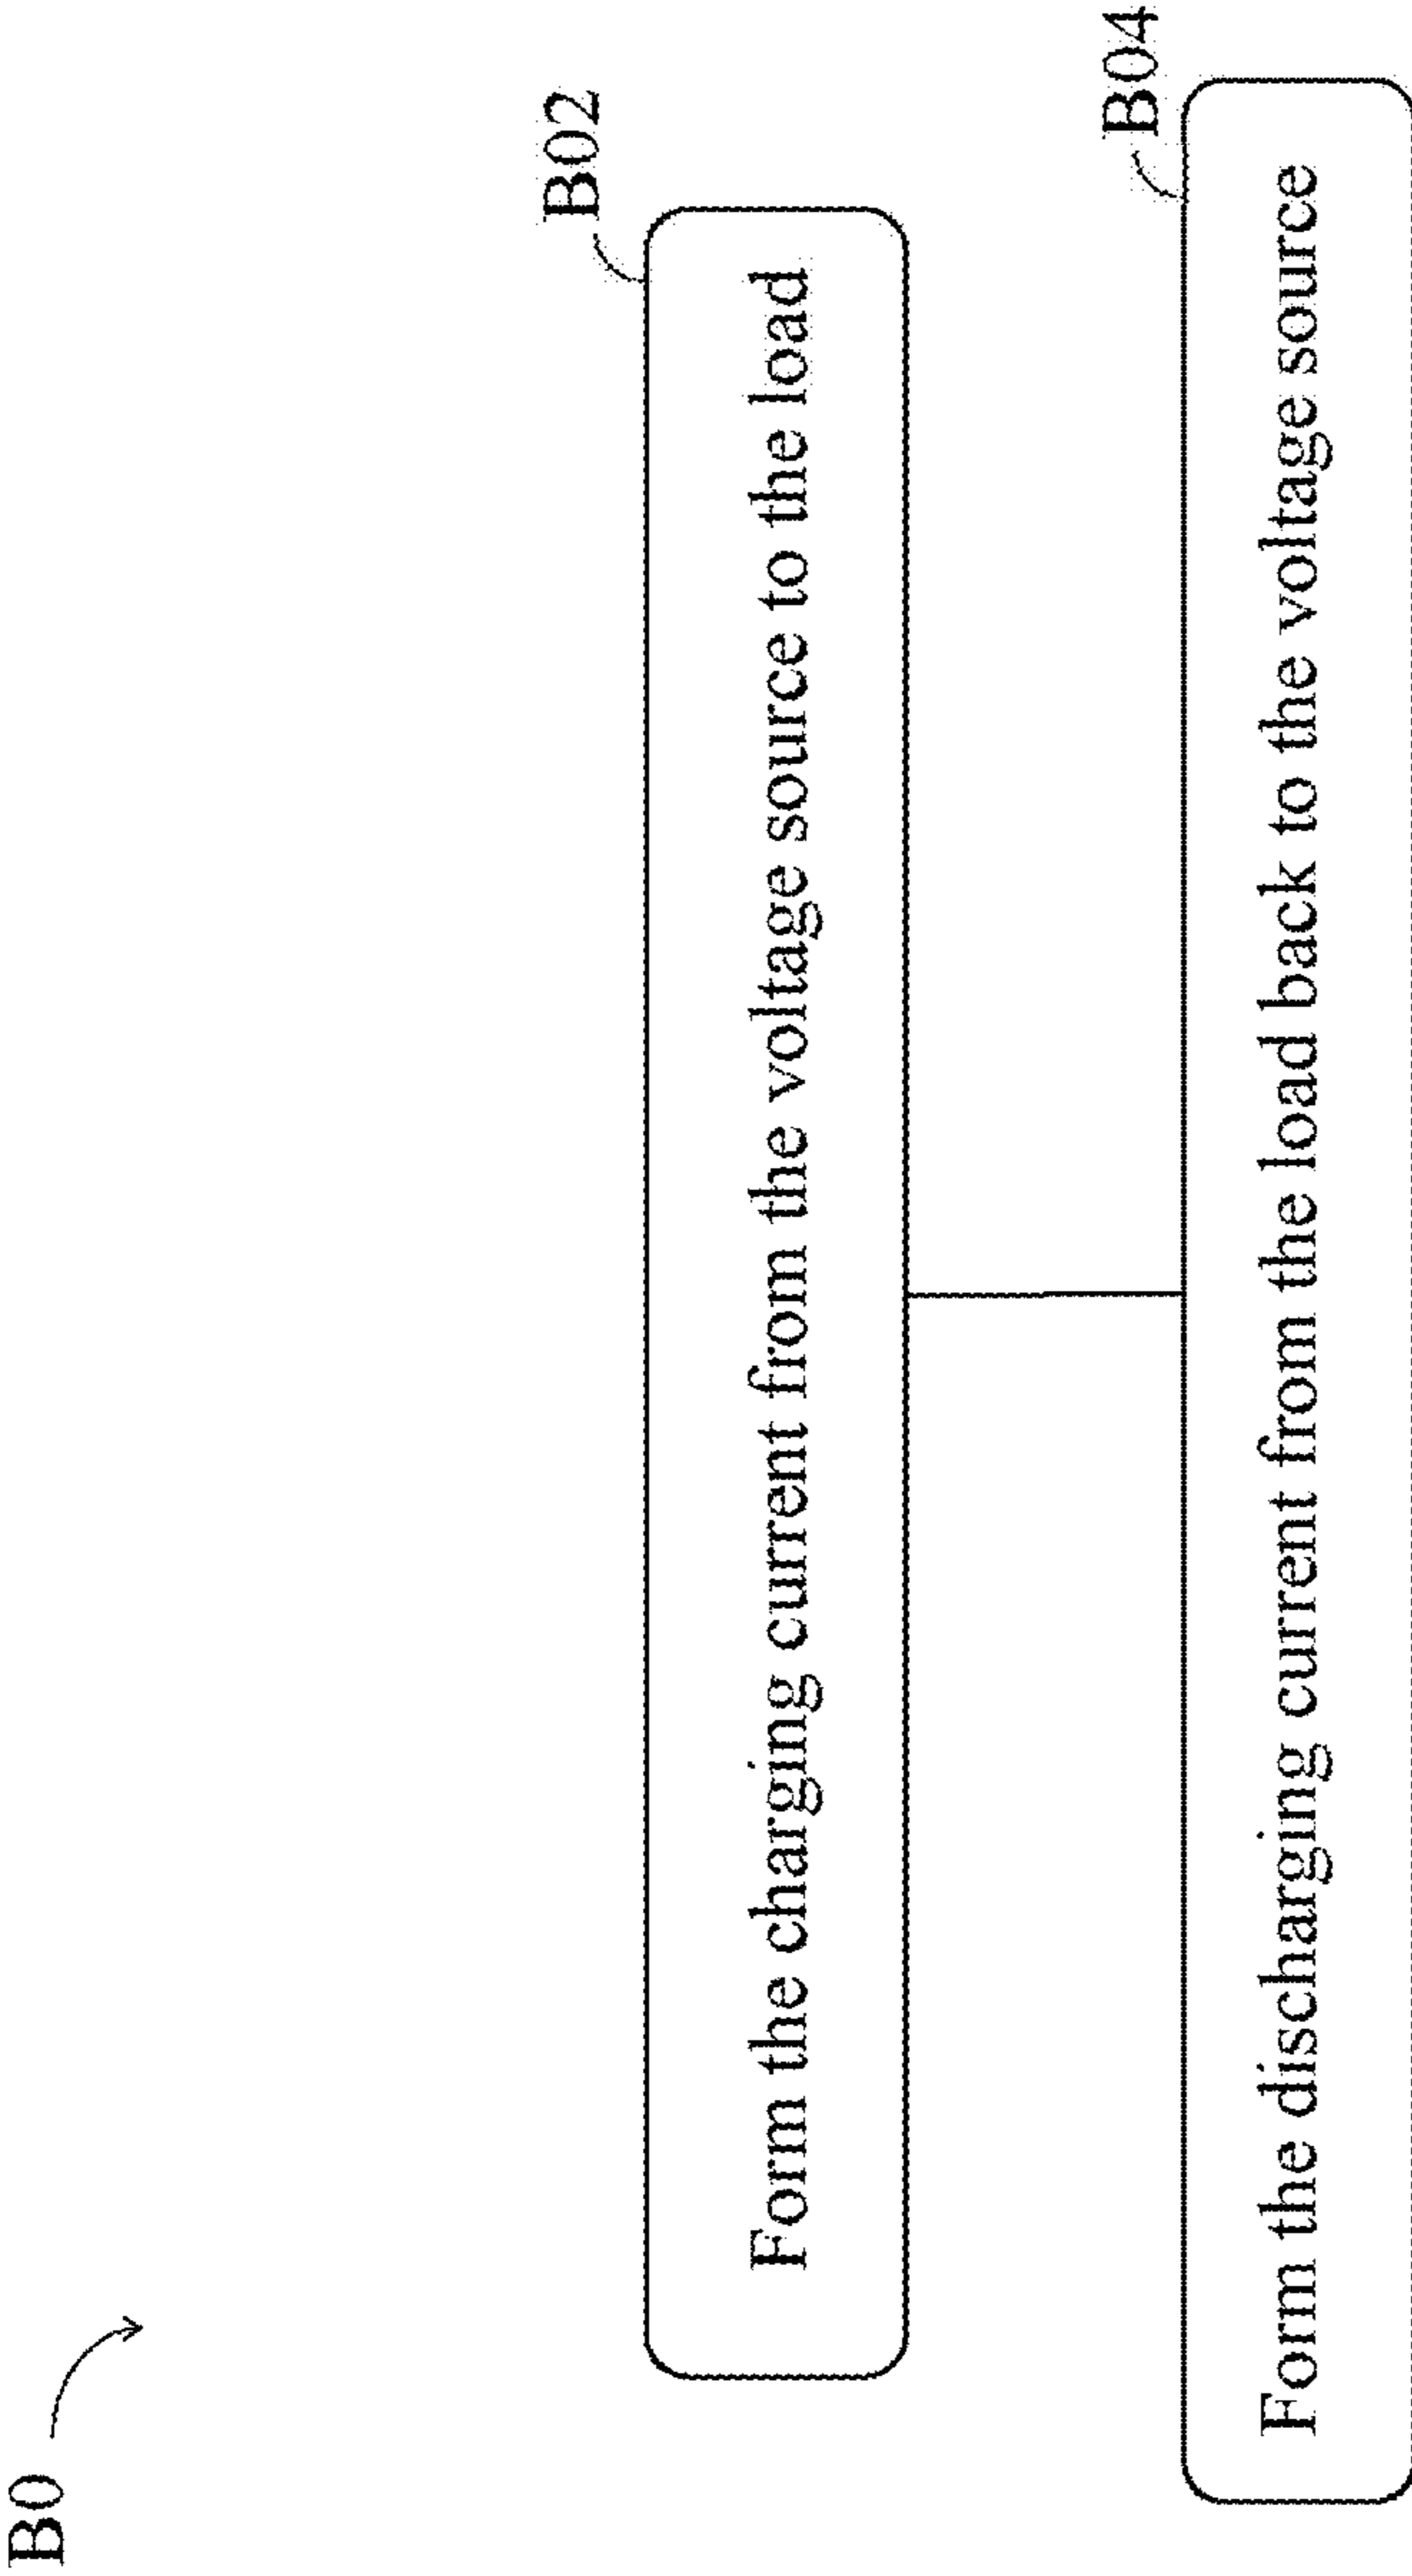 B0
B02
Form the charging current from the voltage source to the load
B04
Form the discharging current from the load back to the voltage source